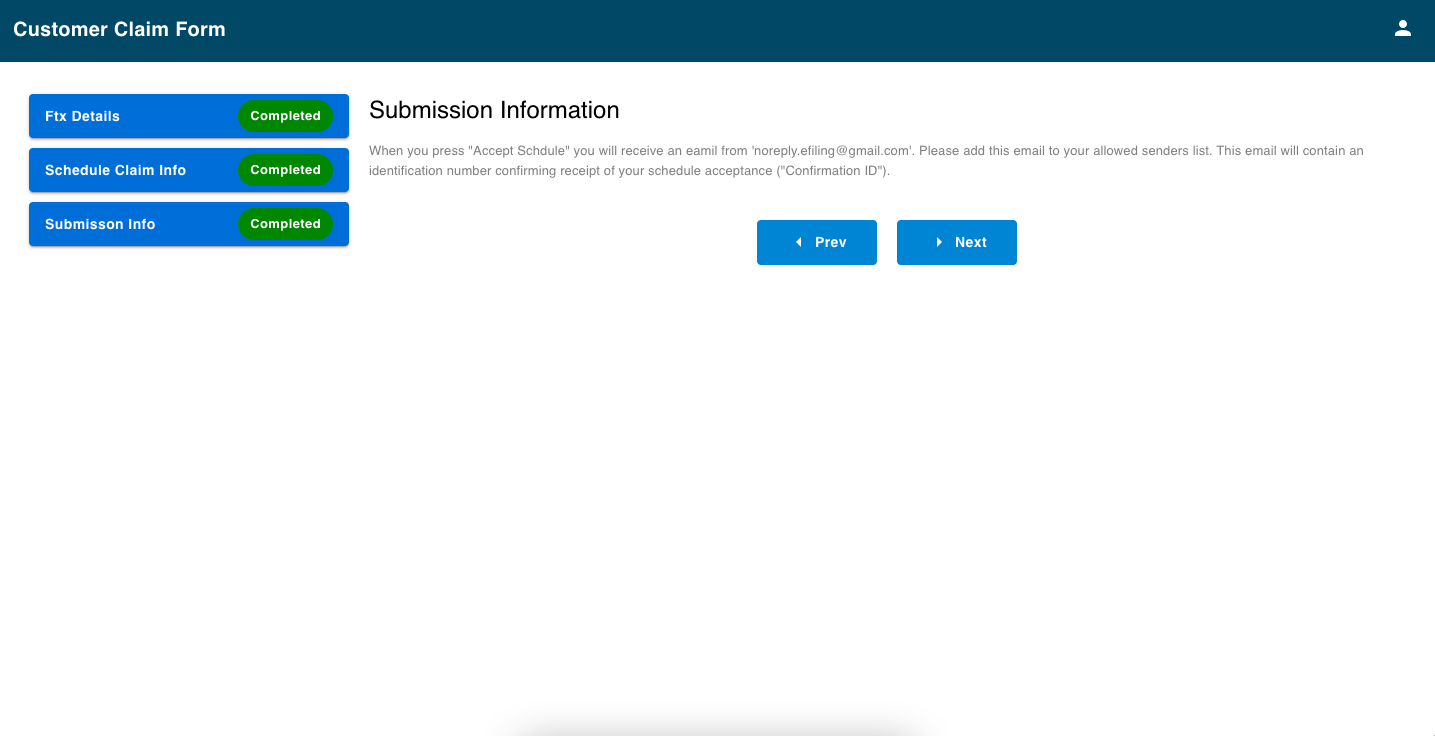 Customer Claim Form
Ftx Details Completed
Schedule Claim Info Completed
Submisson Info Completed
Submission Information
When you press "Accept Schdule" you will receive an eamil from 'noreply.efiling@gmail.com'. Please add this email to your allowed senders list. This email will contain an
identification number confirming receipt of your schedule acceptance ("Confirmation ID").
Prev Next